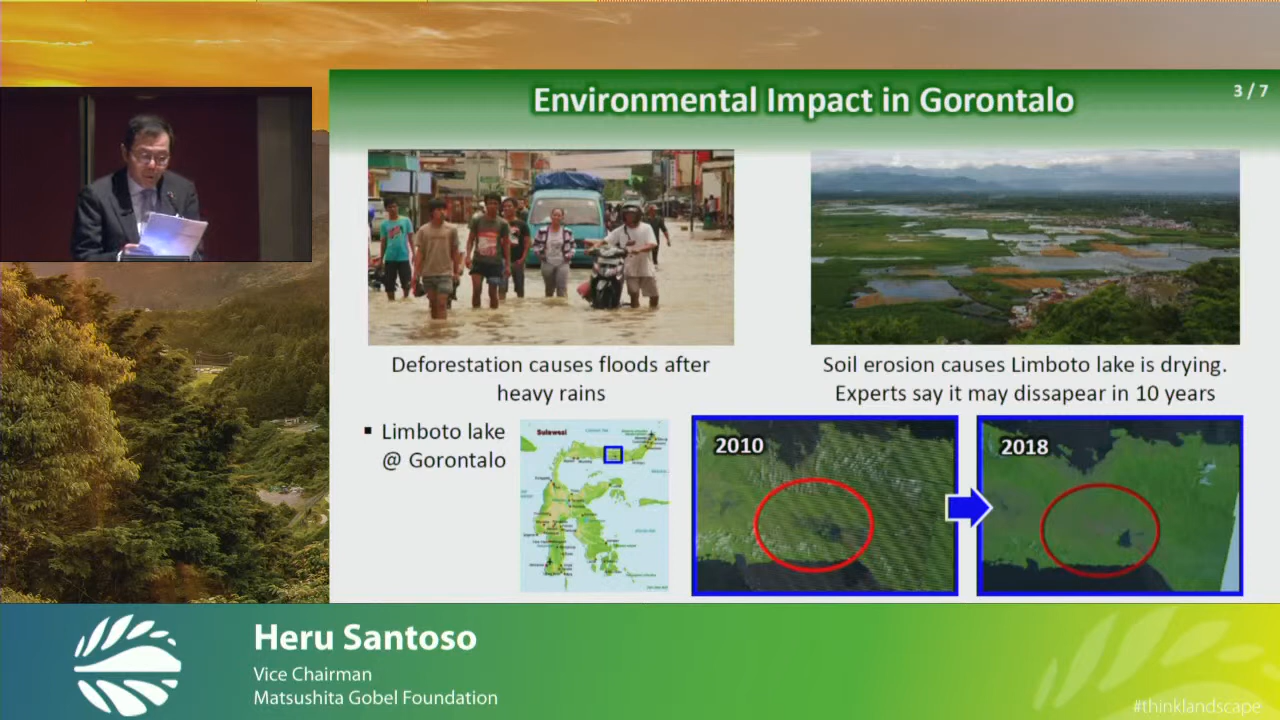 Environmental Impact in Gorontalo
3 / 7
Deforestation causes floods after
heavy rains
Soil erosion causes Limboto lake is drying.
Experts say it may dissapear in 10 years
▪ Limboto lake
@ Gorontalo
Sulawesi
2010
2018
Heru Santoso
Vice Chairman
Matsushita Gobel Foundation
#thinklandscape